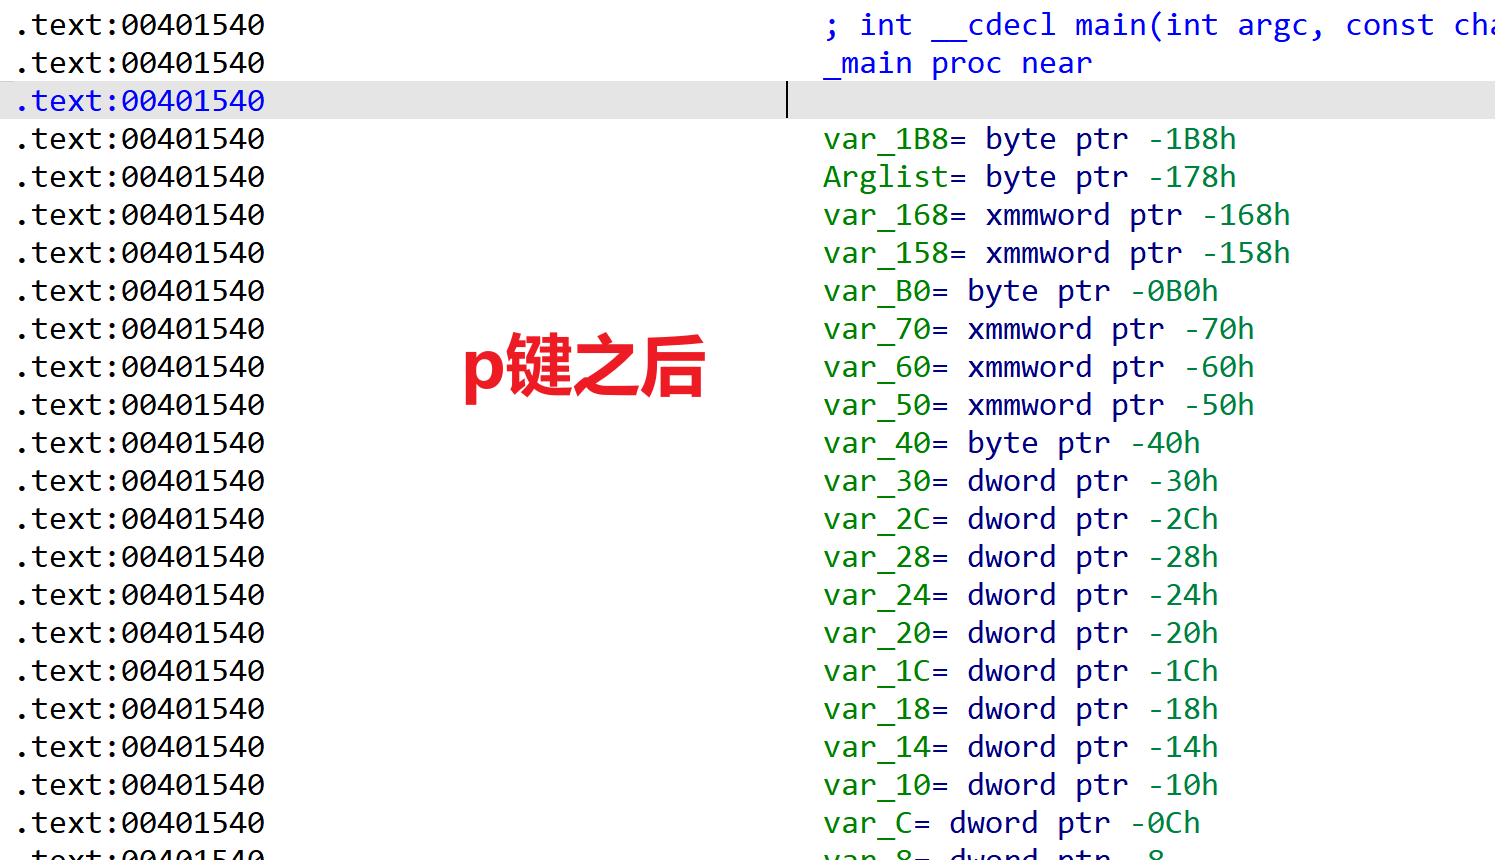 .text:00401540 ; int __cdecl main(int argc, const cha
.text:00401540 _main proc near
.text:00401540
.text:00401540 var_1B8= byte ptr -1B8h
.text:00401540 Arglist= byte ptr -178h
.text:00401540 var_168= xmmword ptr -168h
.text:00401540 var_158= xmmword ptr -158h
.text:00401540 var_B0= byte ptr -0B0h
.text:00401540 var_70= xmmword ptr -70h
p键之后
.text:00401540 var_60= xmmword ptr -60h
.text:00401540 var_50= xmmword ptr -50h
.text:00401540 var_40= byte ptr -40h
.text:00401540 var_30= dword ptr -30h
.text:00401540 var_2C= dword ptr -2Ch
.text:00401540 var_28= dword ptr -28h
.text:00401540 var_24= dword ptr -24h
.text:00401540 var_20= dword ptr -20h
.text:00401540 var_1C= dword ptr -1Ch
.text:00401540 var_18= dword ptr -18h
.text:00401540 var_14= dword ptr -14h
.text:00401540 var_10= dword ptr -10h
.text:00401540 var_C= dword ptr -0Ch
.text:00401540 var_8= dword ptr -8